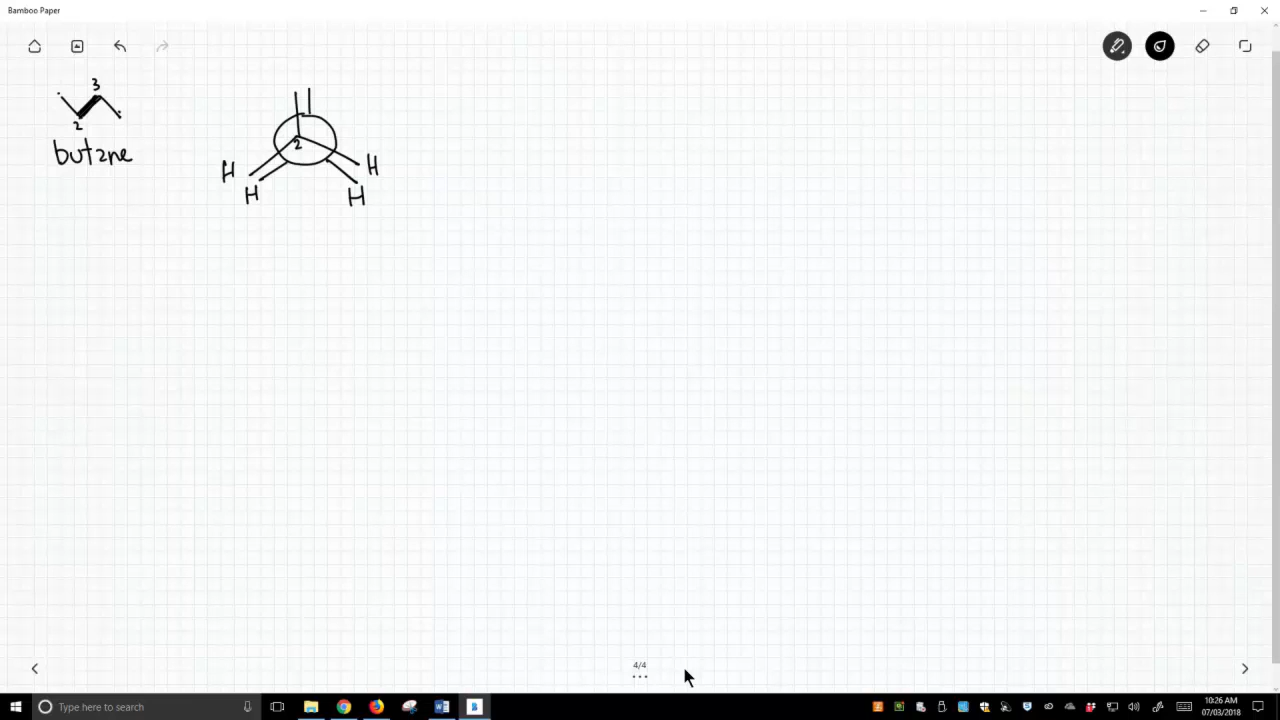 Bamboo Paper
3
2
butane
2
H
H
H
H
4/4
Type here to search
10:26 AM
07/03/2018